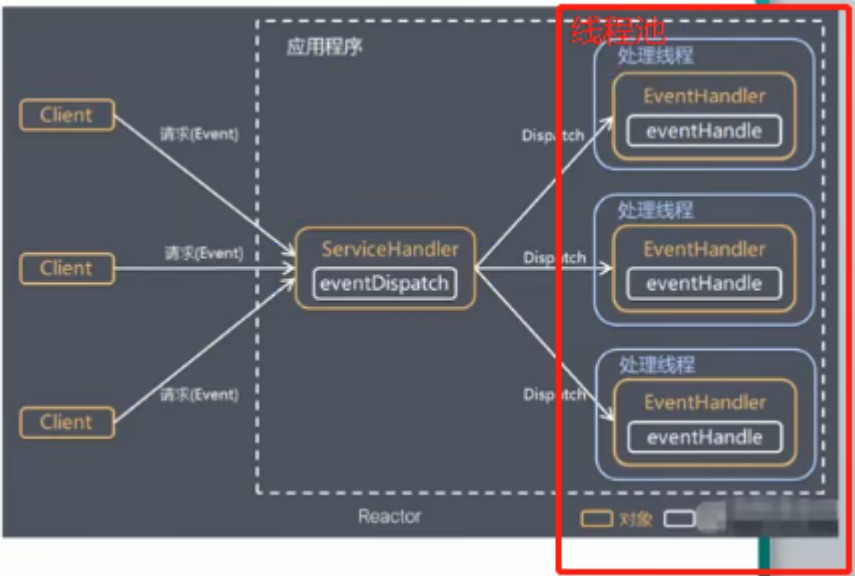 线程池
应用程序
处理线程
EventHandler
eventHandle
Client
请求(Event)
Dispatch
处理线程
EventHandler
eventHandle
Client
请求(Event)
ServiceHandler
eventDispatch
Dispatch
处理线程
EventHandler
eventHandle
Client
请求(Event)
Dispatch
Reactor
对象